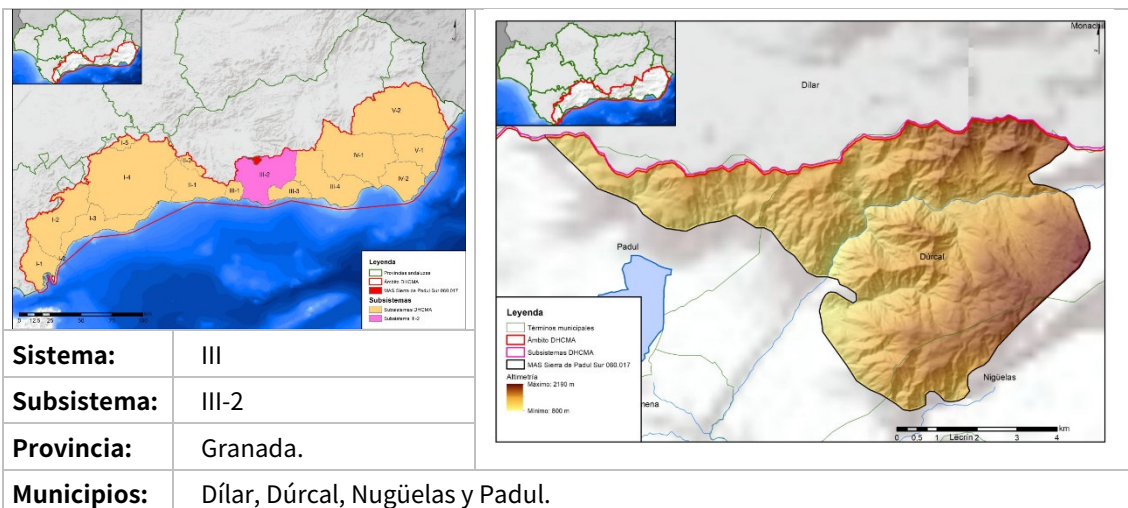 V-2
I-5
II-2
IV-1
V-1
I-4
III-2
II-1
III-1
III-3
III-4
IV-2
I-2
I-3
I-1
Leyenda
Provincias andaluzas
Ámbito DHCMA
MAS Sierra de Padul Sur 060.017
Subsistemas
Subsistemas DHCMA
Subsistema III-2
0 12,5 25 50 75 100
Monachil
Dílar
Padul
Dúrcal
Nigüelas
Lecrín
Leyenda
Términos municipales
Ámbito DHCMA
Subsistemas DHCMA
MAS Sierra de Padul Sur 060.017
Altimetría
Máximo: 2190 m
Mínimo: 800 m
mena
km
0 0.5 1 2 3 4
Sistema: III
Subsistema: III-2
Provincia: Granada.
Municipios: Dílar, Dúrcal, Nugüelas y Padul.